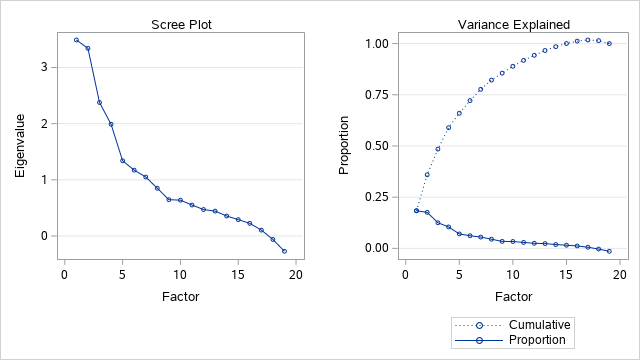 Scree Plot
Eigenvalue
3
2
1
0
0 5 10 15 20
Factor
Variance Explained
Proportion
1.00
0.75
0.50
0.25
0.00
0 5 10 15 20
Factor
Cumulative
Proportion